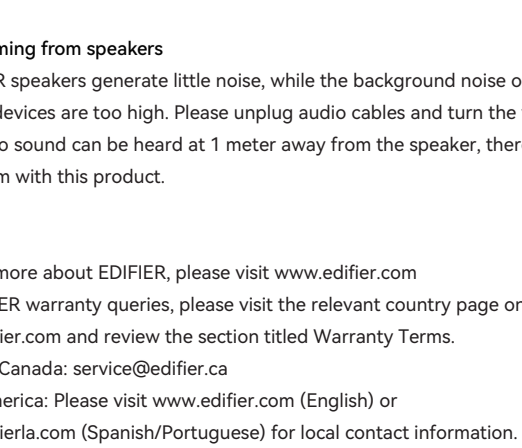 ming from speakers
R speakers generate little noise, while the background noise o
devices are too high. Please unplug audio cables and turn the
o sound can be heard at 1 meter away from the speaker, ther
m with this product.
more about EDIFIER, please visit www.edifier.com
ER warranty queries, please visit the relevant country page on
ier.com and review the section titled Warranty Terms.
Canada: service@edifier.ca
nerica: Please visit www.edifier.com (English) or
ierla.com (Spanish/Portuguese) for local contact information.